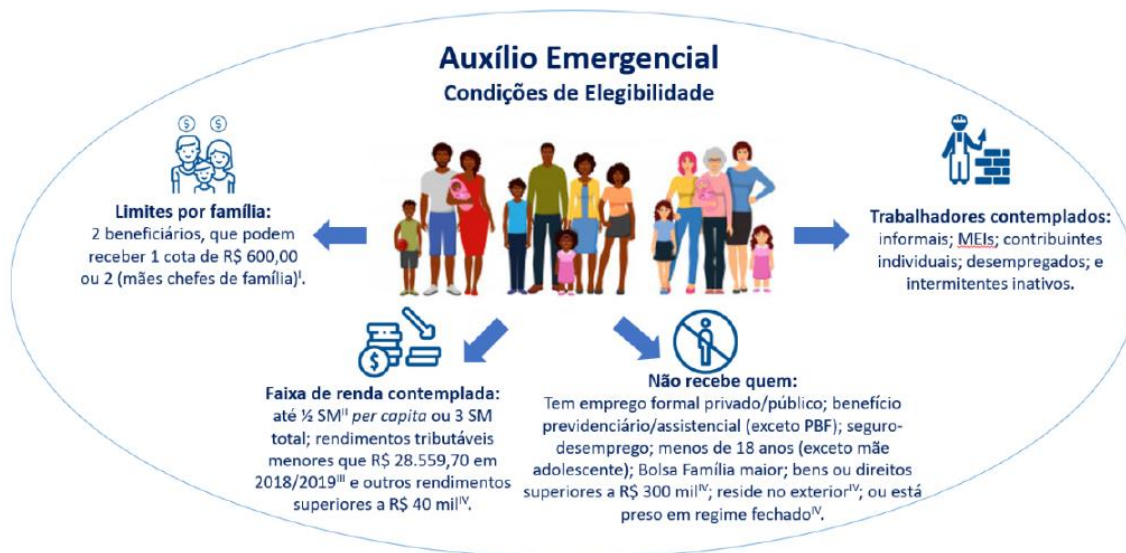 Auxílio Emergencial
Condições de Elegibilidade
$ $
Limites por família:
2 beneficiários, que podem
receber 1 cota de R$ 600,00
ou 2 (mães chefes de família)ᴵ.
Trabalhadores contemplados:
informais; MEIs; contribuintes
individuais; desempregados; e
intermitentes inativos.
$
Faixa de renda contemplada:
até ½ SMᴵᴵ per capita ou 3 SM
total; rendimentos tributáveis
menores que R$ 28.559,70 em
2018/2019ᴵᴵᴵ e outros rendimentos
superiores a R$ 40 milᴵⱽ.
Não recebe quem:
Tem emprego formal privado/público; benefício
previdenciário/assistencial (exceto PBF); seguro-
desemprego; menos de 18 anos (exceto mãe
adolescente); Bolsa Família maior; bens ou direitos
superiores a R$ 300 milᴵⱽ; reside no exteriorᴵⱽ; ou está
preso em regime fechadoᴵⱽ.